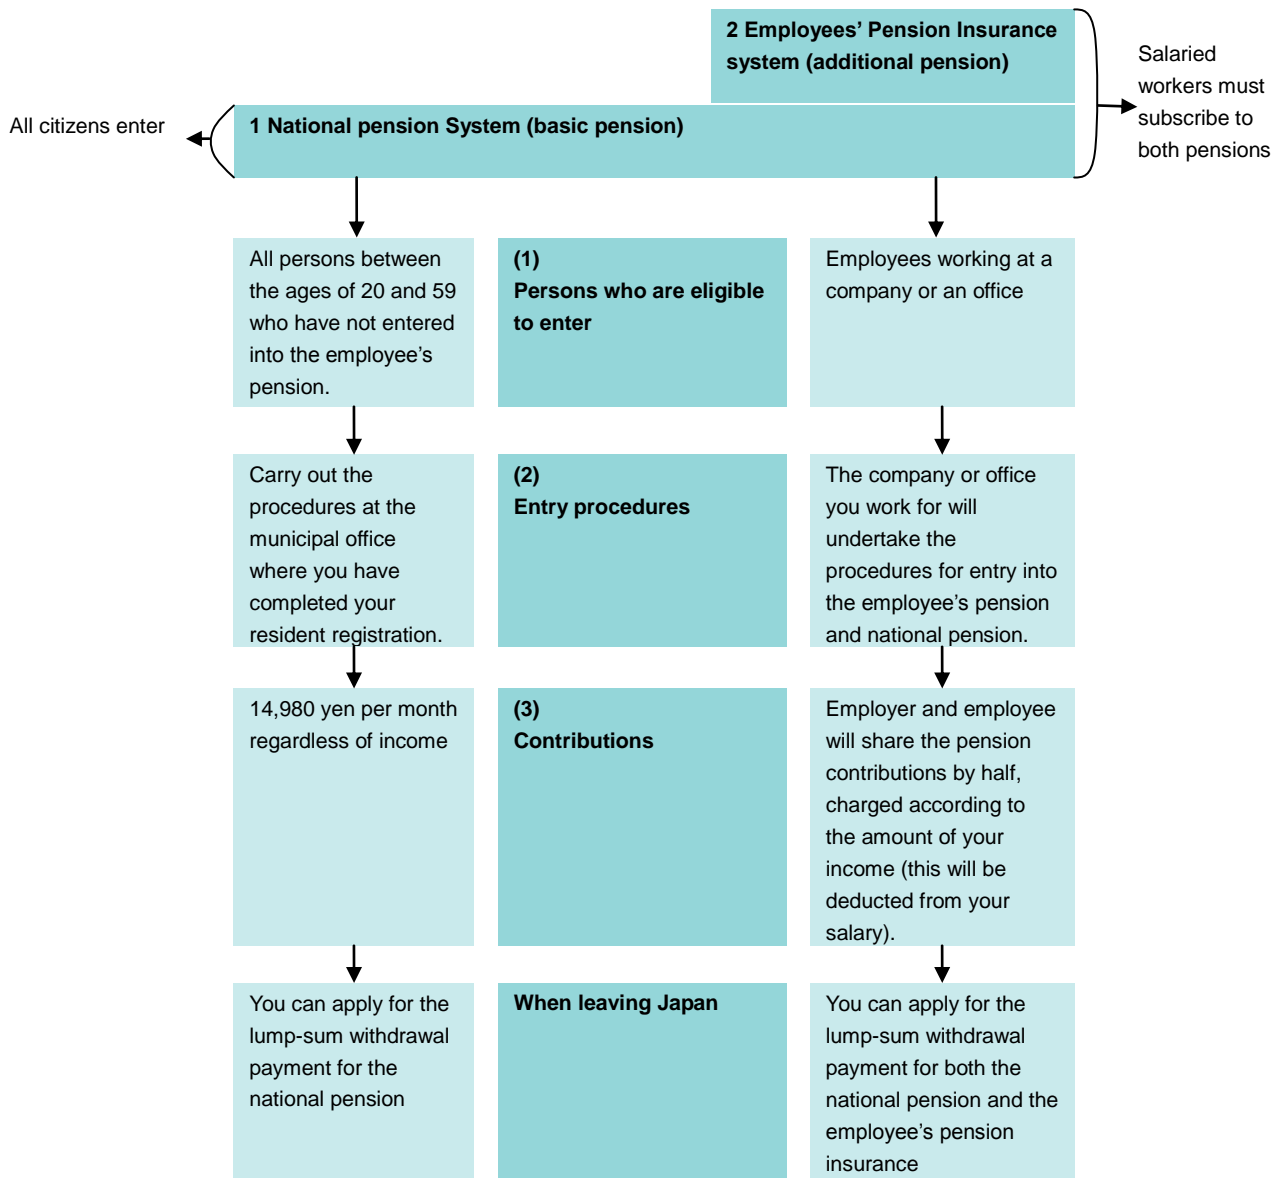 2 Employees’ Pension Insurance
system (additional pension)
Salaried
workers must
subscribe to
both pensions
All citizens enter
1 National pension System (basic pension)
All persons between
the ages of 20 and 59
who have not entered
into the employee’s
pension.
(1)
Persons who are eligible
to enter
Employees working at a
company or an office
Carry out the
procedures at the
municipal office
where you have
completed your
resident registration.
(2)
Entry procedures
The company or office
you work for will
undertake the
procedures for entry into
the employee’s pension
and national pension.
14,980 yen per month
regardless of income
(3)
Contributions
Employer and employee
will share the pension
contributions by half,
charged according to
the amount of your
income (this will be
deducted from your
salary).
You can apply for the
lump-sum withdrawal
payment for the
national pension
When leaving Japan
You can apply for the
lump-sum withdrawal
payment for both the
national pension and the
employee’s pension
insurance